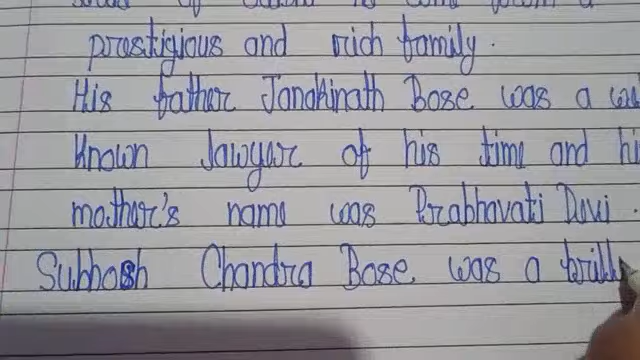 prestigious and rich family.
His father Janakinath Bose was a
known lawyer of his time and
mother's name was Prabhavati Devi.
Subhash Chandra Bose was a brill